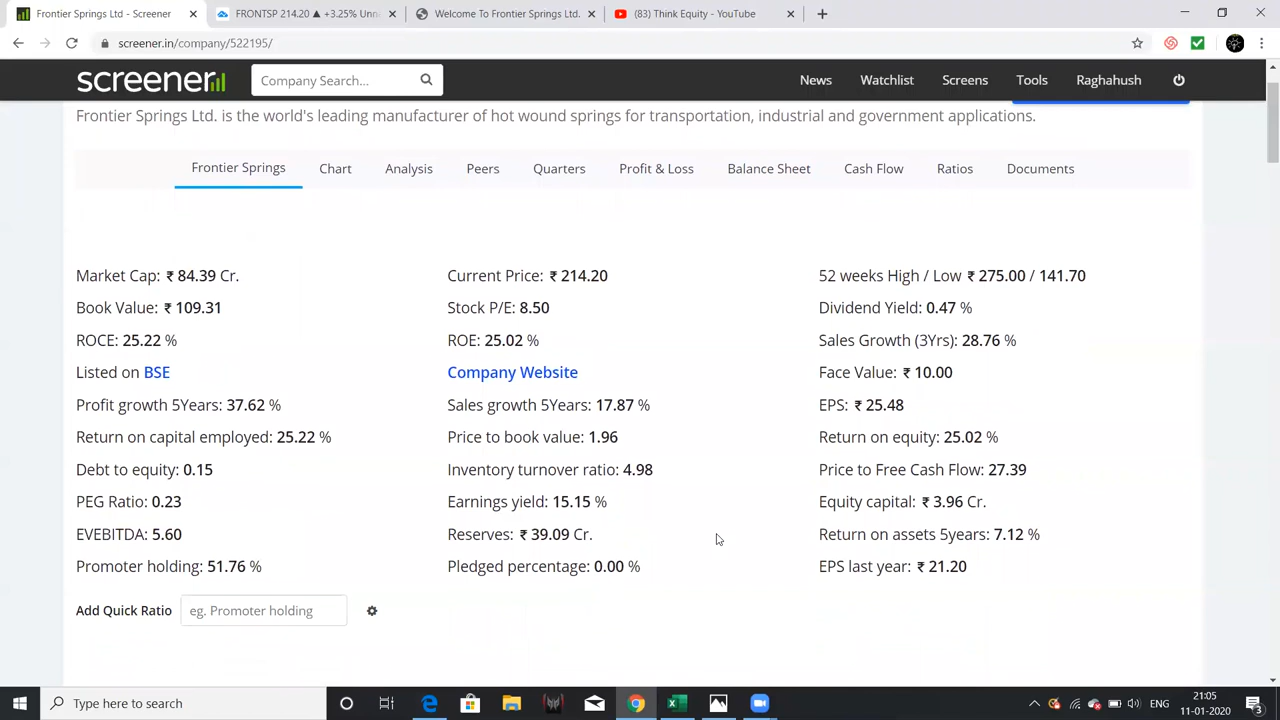 Frontier Springs Ltd - Screener
FRONTSP 214.20 ▲ +3.25% Unn
Welcome To Frontier Springs Ltd.
(83) Think Equity - YouTube
screener.in/company/522195/
screener
Company Search...
News
Watchlist
Screens
Tools
Raghahush
Frontier Springs Ltd. is the world's leading manufacturer of hot wound springs for transportation, industrial and government applications.
Frontier Springs
Chart
Analysis
Peers
Quarters
Profit & Loss
Balance Sheet
Cash Flow
Ratios
Documents
Market Cap: ₹ 84.39 Cr.
Current Price: ₹ 214.20
52 weeks High / Low ₹ 275.00 / 141.70
Book Value: ₹ 109.31
Stock P/E: 8.50
Dividend Yield: 0.47 %
ROCE: 25.22 %
ROE: 25.02 %
Sales Growth (3Yrs): 28.76 %
Listed on BSE
Company Website
Face Value: ₹ 10.00
Profit growth 5Years: 37.62 %
Sales growth 5Years: 17.87 %
EPS: ₹ 25.48
Return on capital employed: 25.22 %
Price to book value: 1.96
Return on equity: 25.02 %
Debt to equity: 0.15
Inventory turnover ratio: 4.98
Price to Free Cash Flow: 27.39
PEG Ratio: 0.23
Earnings yield: 15.15 %
Equity capital: ₹ 3.96 Cr.
EVEBITDA: 5.60
Reserves: ₹ 39.09 Cr.
Return on assets 5years: 7.12 %
Promoter holding: 51.76 %
Pledged percentage: 0.00 %
EPS last year: ₹ 21.20
Add Quick Ratio
eg. Promoter holding
Type here to search
ENG
21:05
11-01-2020
3